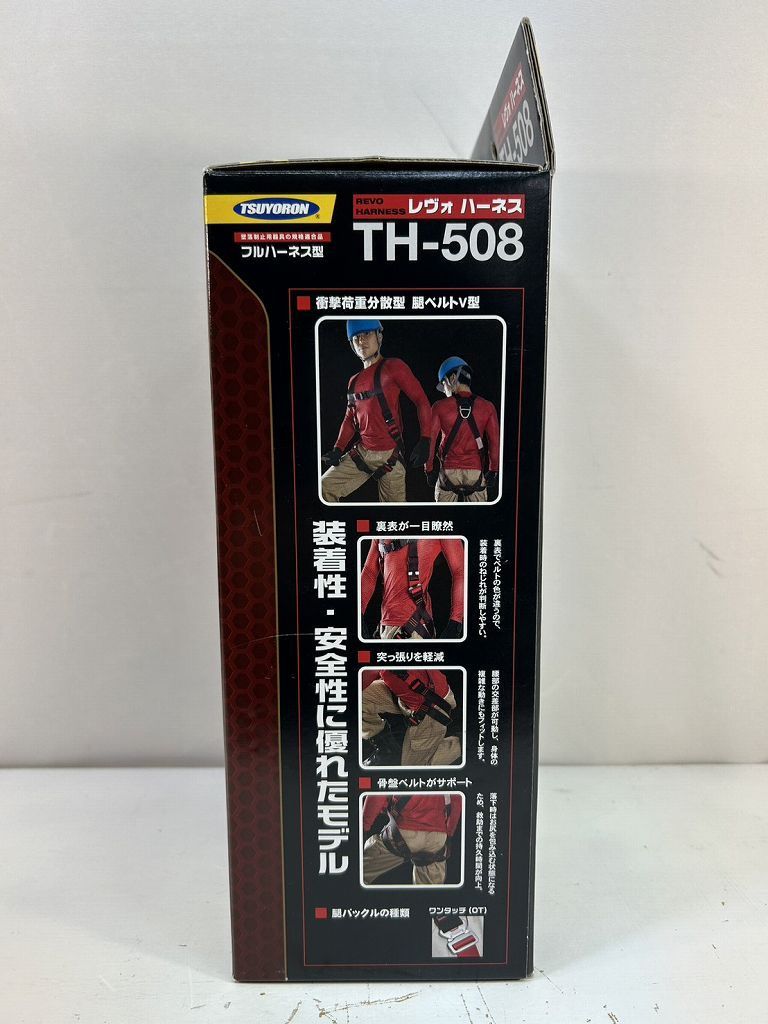 レヴォ ハーネス
TH-508
TSUYORON
REVO
HARNESS レヴォ ハーネス
墜落制止用器具の規格適合品
フルハーネス型
TH-508
衝撃荷重分散型 腿ベルトV型
装着性・安全性に優れたモデル
裏表が一目瞭然
裏表でベルトの色が違うので、
装着時のねじれが判断しやすい。
突っ張りを軽減
腰部の交差部が可動し、身体の
複雑な動きにもフィットします。
骨盤ベルトがサポート
落下時はお尻を包み込む状態になる
ため、救助までの持久時間が向上。
腿バックルの種類
ワンタッチ(OT)